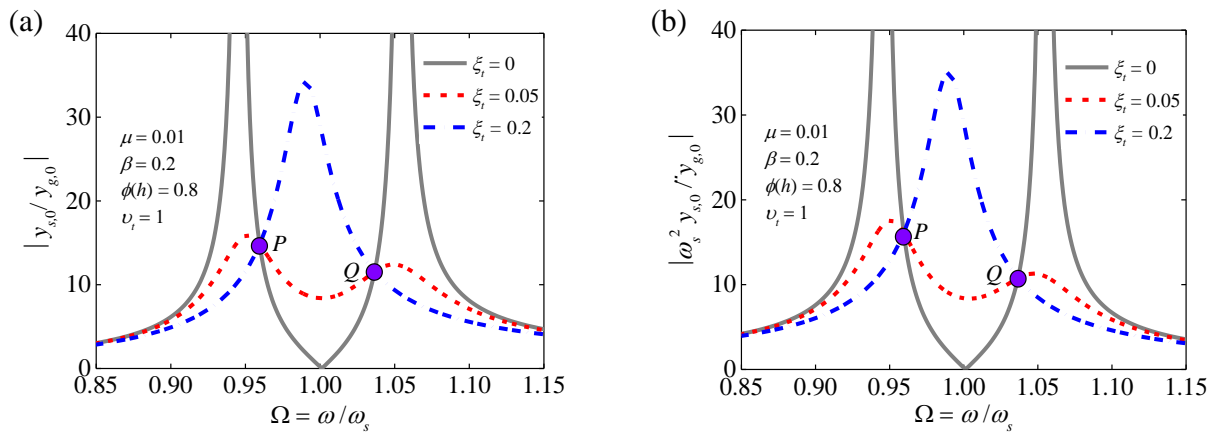 (a)
40
30
20
10
0
|y_{s,0}/ y_{g,0}|
ξ_t = 0
ξ_t = 0.05
ξ_t = 0.2
μ = 0.01
β = 0.2
ϕ(h) = 0.8
υ_t = 1
P
Q
0.85 0.90 0.95 1.00 1.05 1.10 1.15
Ω = ω/ω_s
(b)
40
30
20
10
0
|ω_s^2 y_{s,0}/ÿ_{g,0}|
ξ_t = 0
ξ_t = 0.05
ξ_t = 0.2
μ = 0.01
β = 0.2
ϕ(h) = 0.8
υ_t = 1
P
Q
0.85 0.90 0.95 1.00 1.05 1.10 1.15
Ω = ω/ω_s